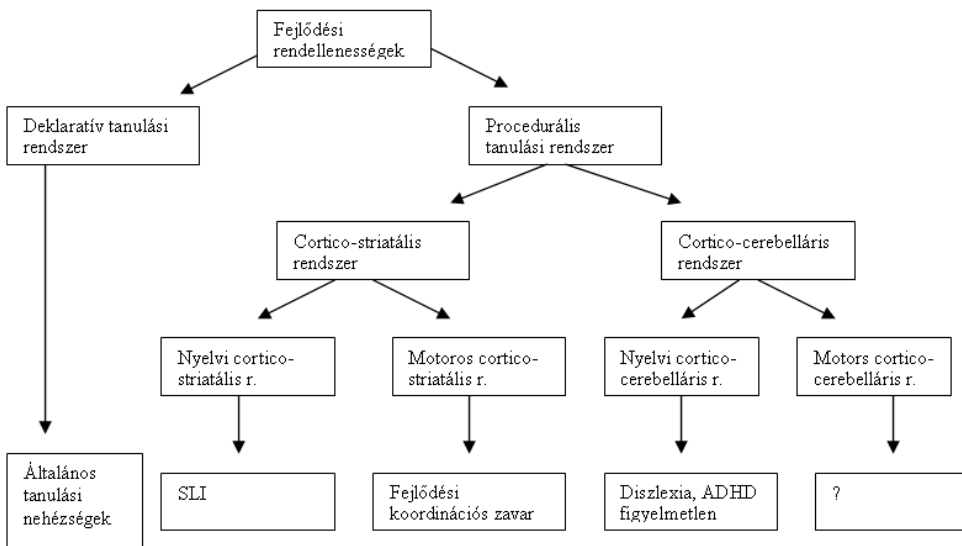 Fejlődési
rendellenességek
Deklaratív tanulási
rendszer
Procedurális
tanulási rendszer
Cortico-striatális
rendszer
Cortico-cerebelláris
rendszer
Nyelvi cortico-
striatális r.
Motoros cortico-
striatális r.
Nyelvi cortico-
cerebelláris r.
Motors cortico-
cerebelláris r.
Általános
tanulási
nehézségek
SLI
Fejlődési
koordinációs zavar
Diszlexia, ADHD
figyelmetlen
?